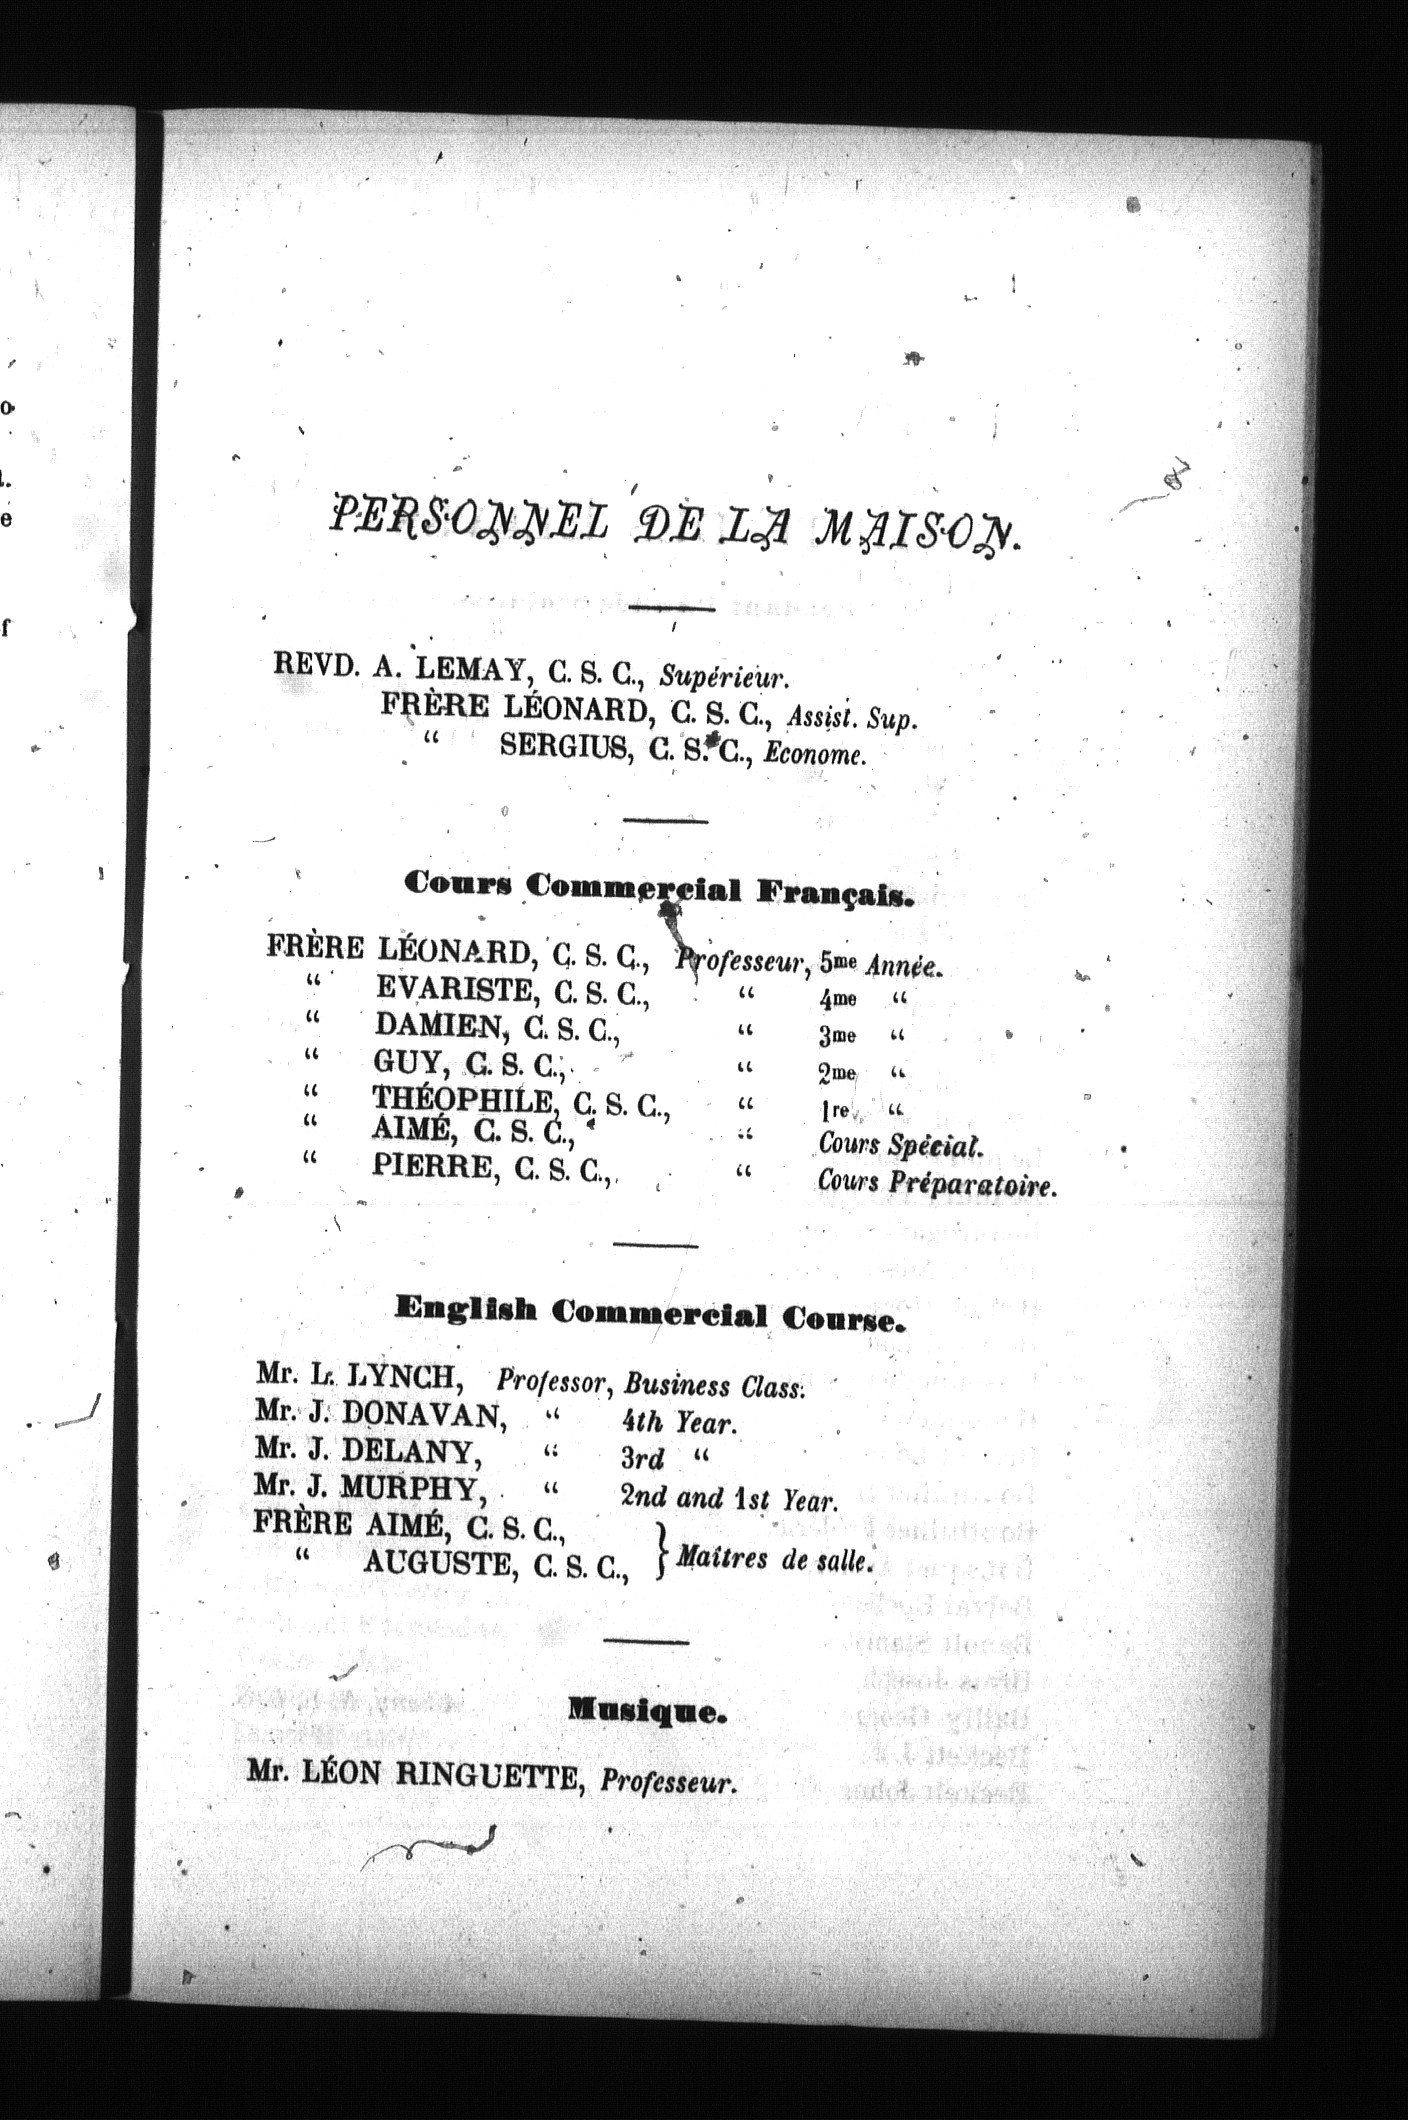 PERSONNEL DE LA MAISON.
REVD. A. LEMAY, C. S. C., Supérieur.
FRÈRE LÉONARD, C. S. C., Assist. Sup.
“ SERGIUS, C. S. C., Econome.
Cours Commercial Français.
FRÈRE LÉONARD, C. S. C., Professeur, 5me Année.
“ EVARISTE, C. S. C., “ 4me “
“ DAMIEN, C. S. C., “ 3me “
“ GUY, C. S. C., “ 2me “
“ THÉOPHILE, C. S. C., “ 1re “
“ AIMÉ, C. S. C., “ Cours Spécial.
“ PIERRE, C. S. C., “ Cours Préparatoire.
English Commercial Course.
Mr. L. LYNCH, Professor, Business Class.
Mr. J. DONAVAN, “ 4th Year.
Mr. J. DELANY, “ 3rd “
Mr. J. MURPHY, “ 2nd and 1st Year.
FRÈRE AIMÉ, C. S. C.,
“ AUGUSTE, C. S. C., } Maîtres de salle.
Musique.
Mr. LÉON RINGUETTE, Professeur.